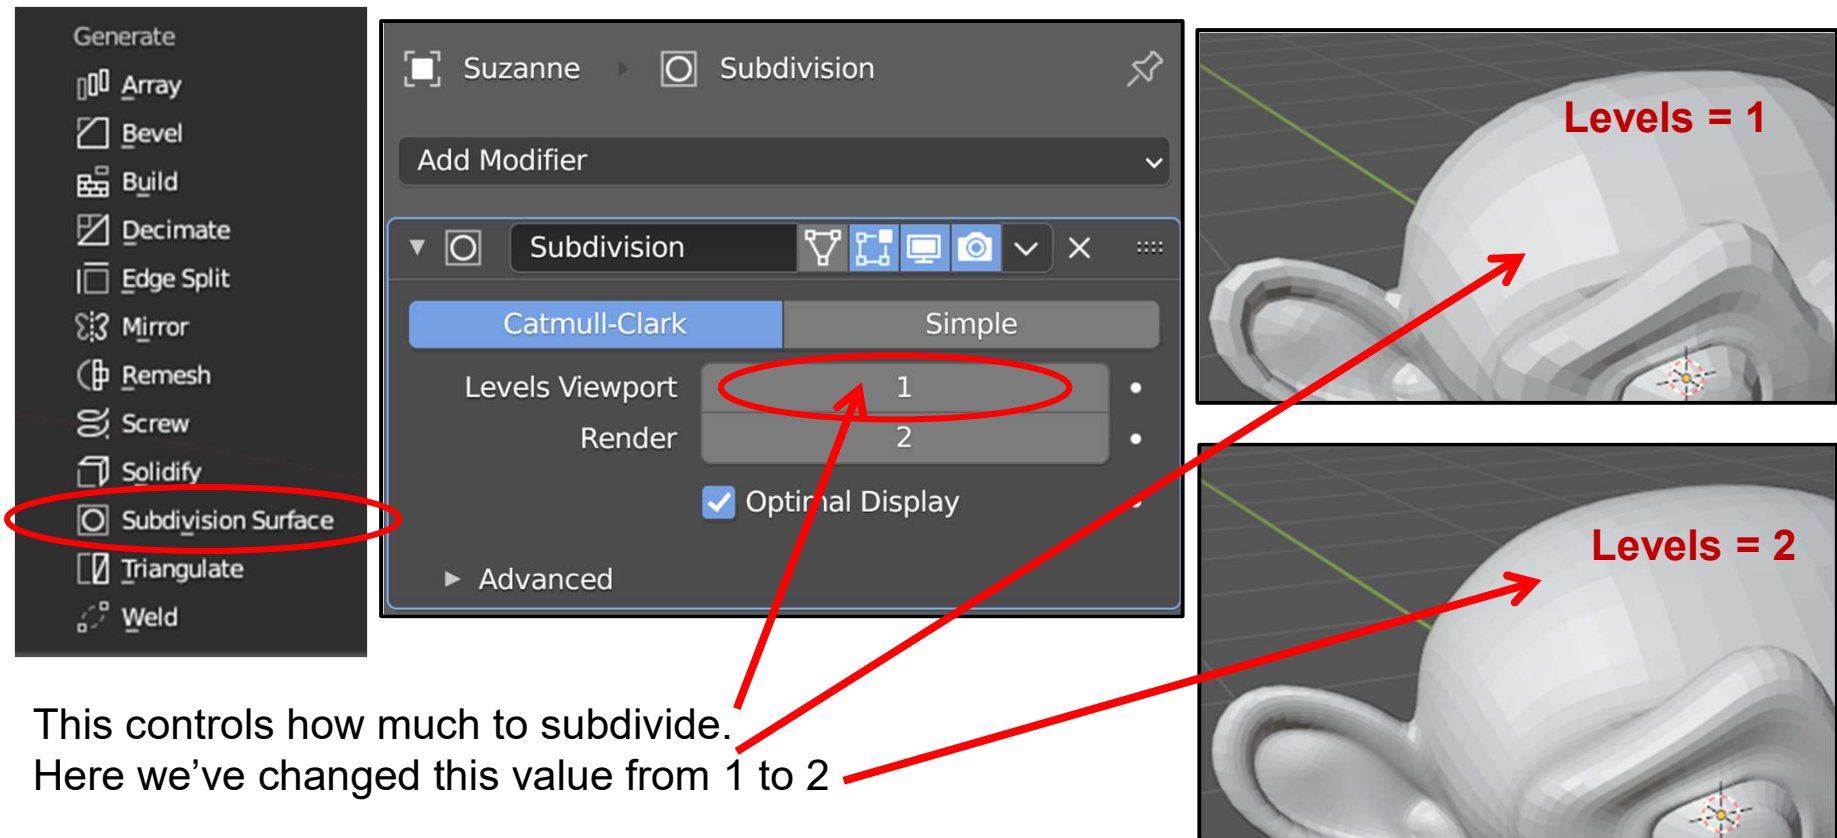 Generate
Array
Bevel
Build
Decimate
Edge Split
Mirror
Remesh
Screw
Solidify
Subdivision Surface
Triangulate
Weld
Suzanne Subdivision
Add Modifier
Subdivision
Catmull-Clark Simple
Levels Viewport 1
Render 2
Optimal Display
Advanced
Levels = 1
Levels = 2
This controls how much to subdivide.
Here we’ve changed this value from 1 to 2